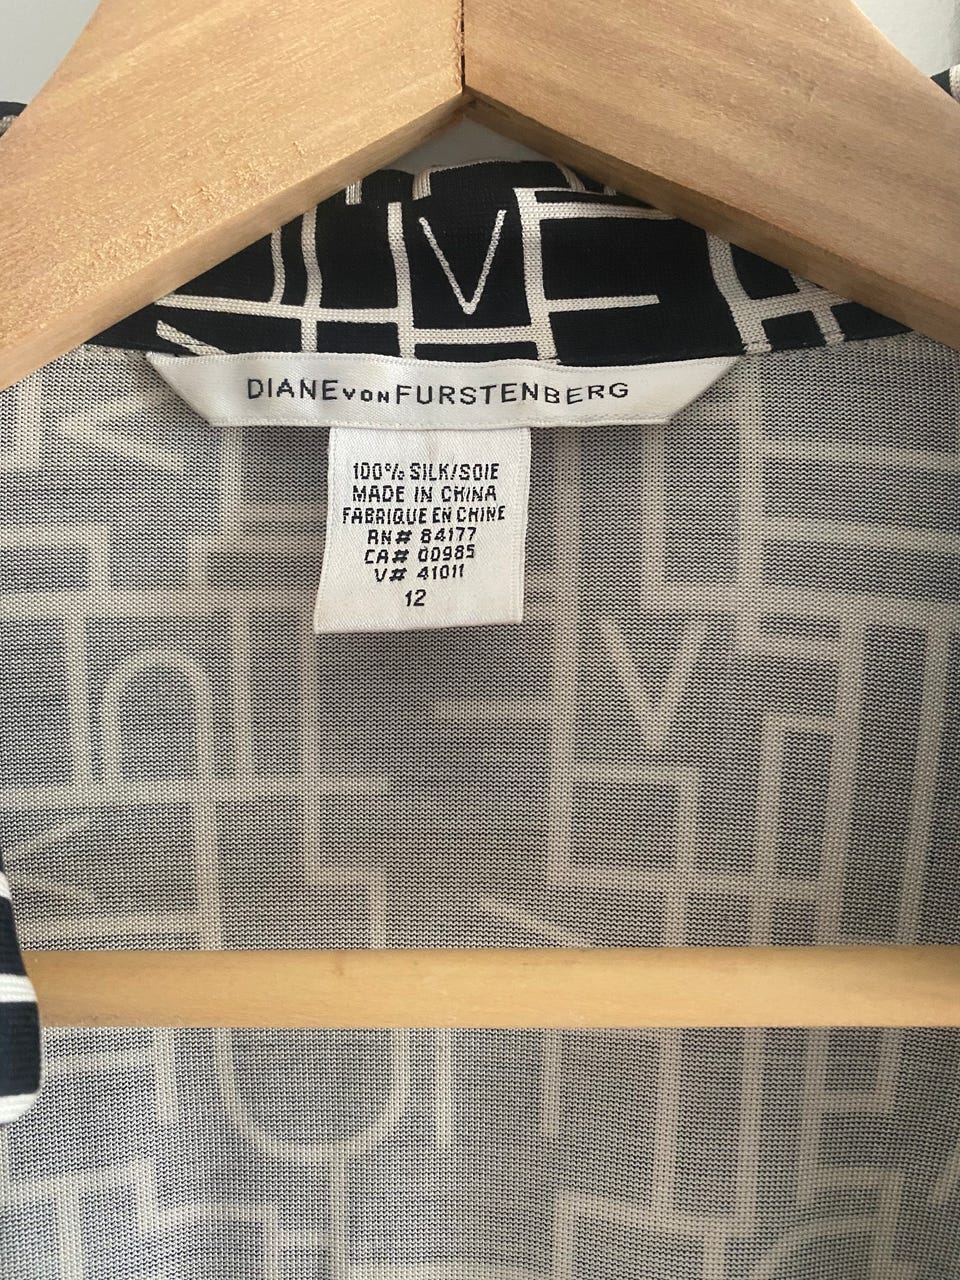 DIANE VON FURSTENBERG
100% SILK/SOIE
MADE IN CHINA
FABRIQUE EN CHINE
RN# 84177
CA# 00985
V# 41011
12